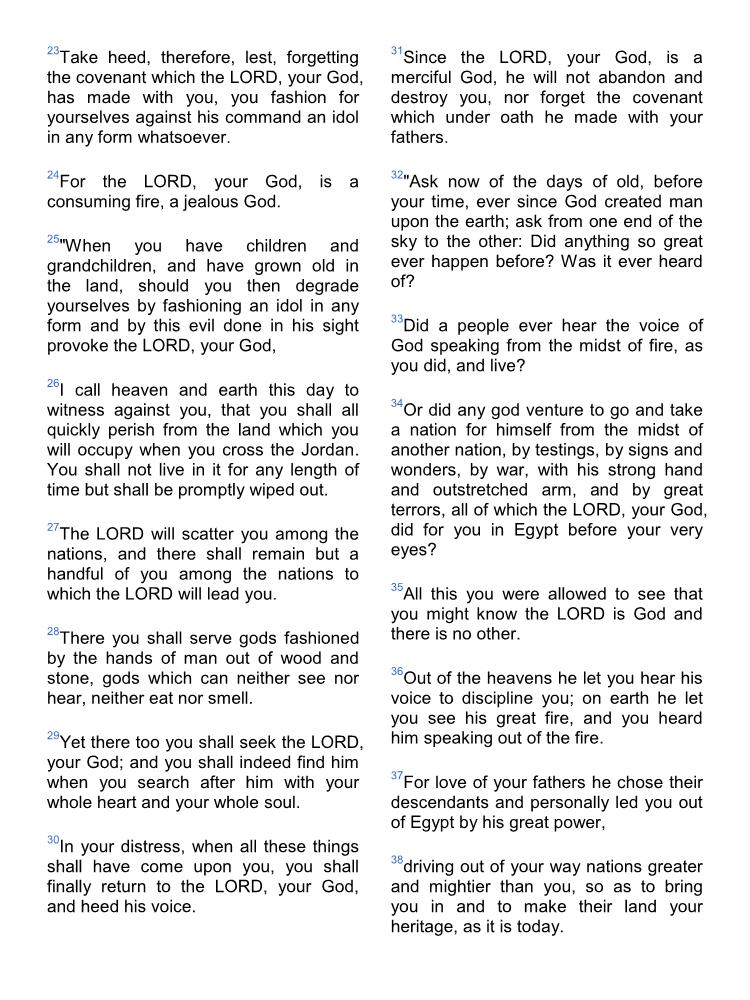 23Take heed, therefore, lest, forgetting
the covenant which the LORD, your God,
has made with you, you fashion for
yourselves against his command an idol
in any form whatsoever.
24For the LORD, your God, is a
consuming fire, a jealous God.
25"When you have children and
grandchildren, and have grown old in
the land, should you then degrade
yourselves by fashioning an idol in any
form and by this evil done in his sight
provoke the LORD, your God,
26I call heaven and earth this day to
witness against you, that you shall all
quickly perish from the land which you
will occupy when you cross the Jordan.
You shall not live in it for any length of
time but shall be promptly wiped out.
27The LORD will scatter you among the
nations, and there shall remain but a
handful of you among the nations to
which the LORD will lead you.
28There you shall serve gods fashioned
by the hands of man out of wood and
stone, gods which can neither see nor
hear, neither eat nor smell.
29Yet there too you shall seek the LORD,
your God; and you shall indeed find him
when you search after him with your
whole heart and your whole soul.
30In your distress, when all these things
shall have come upon you, you shall
finally return to the LORD, your God,
and heed his voice.
31Since the LORD, your God, is a
merciful God, he will not abandon and
destroy you, nor forget the covenant
which under oath he made with your
fathers.
32"Ask now of the days of old, before
your time, ever since God created man
upon the earth; ask from one end of the
sky to the other: Did anything so great
ever happen before? Was it ever heard
of?
33Did a people ever hear the voice of
God speaking from the midst of fire, as
you did, and live?
34Or did any god venture to go and take
a nation for himself from the midst of
another nation, by testings, by signs and
wonders, by war, with his strong hand
and outstretched arm, and by great
terrors, all of which the LORD, your God,
did for you in Egypt before your very
eyes?
35All this you were allowed to see that
you might know the LORD is God and
there is no other.
36Out of the heavens he let you hear his
voice to discipline you; on earth he let
you see his great fire, and you heard
him speaking out of the fire.
37For love of your fathers he chose their
descendants and personally led you out
of Egypt by his great power,
38driving out of your way nations greater
and mightier than you, so as to bring
you in and to make their land your
heritage, as it is today.